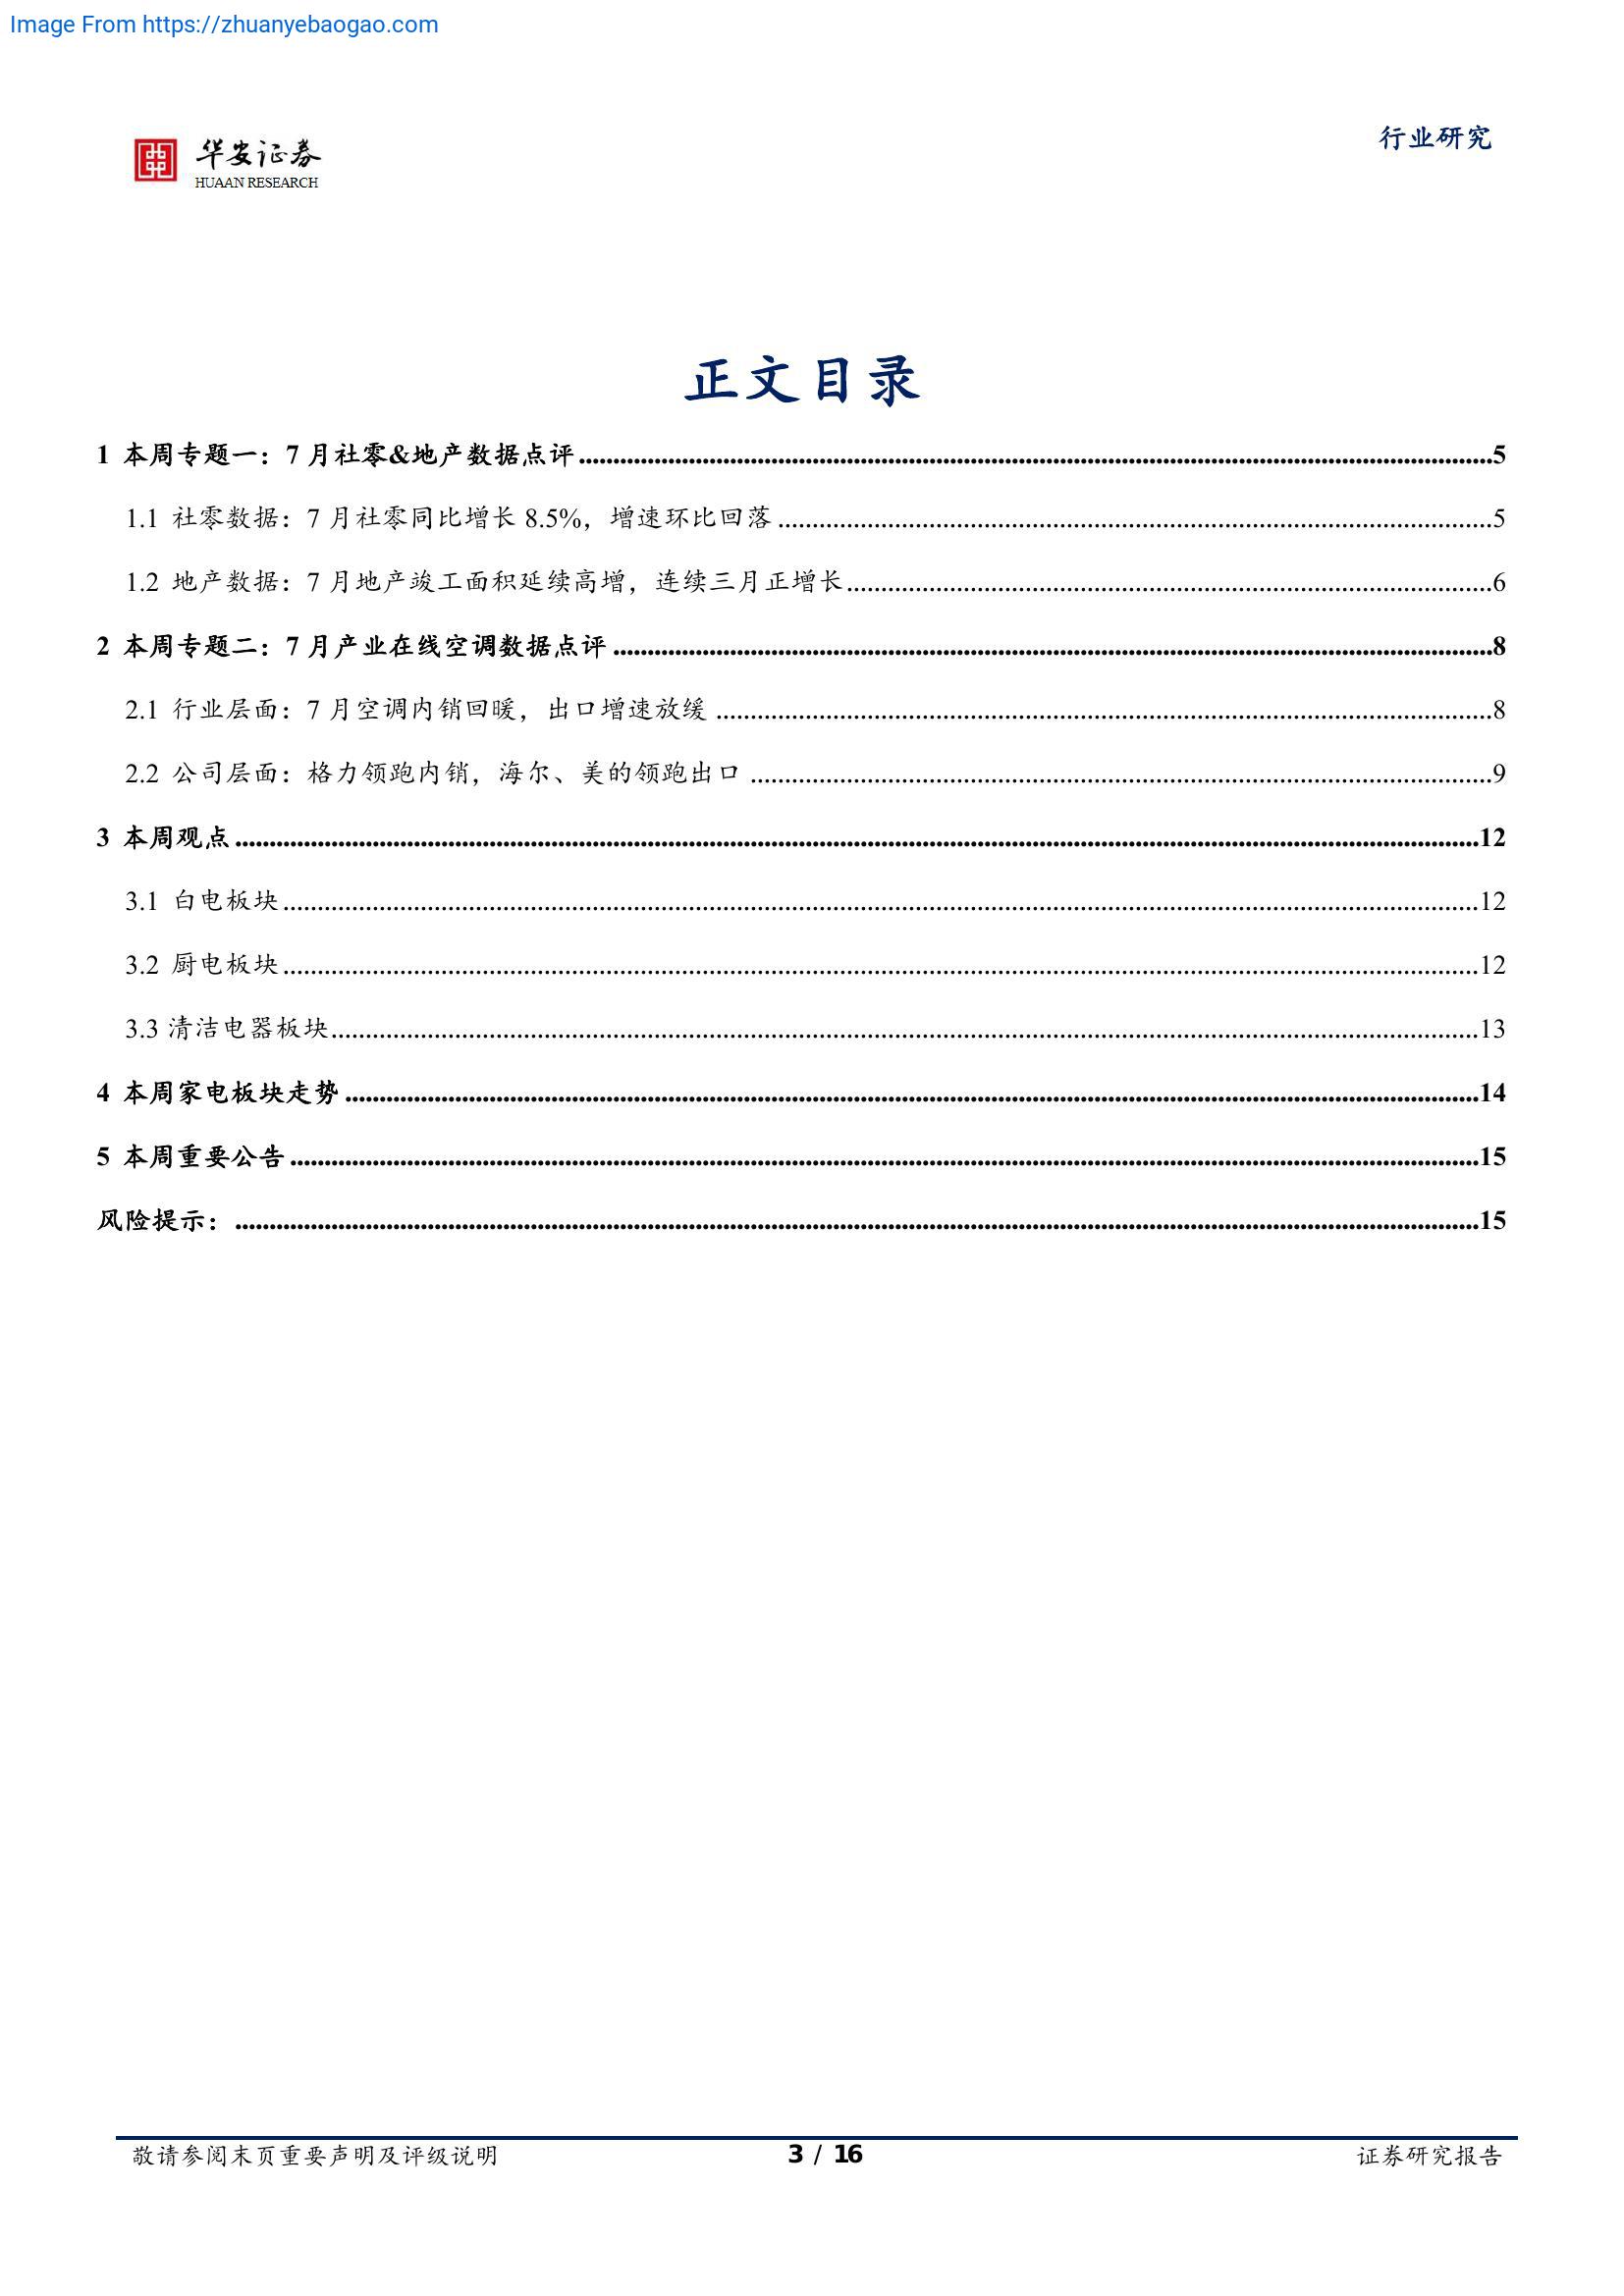 Image From https://zhuanyebaogao.com
华安证券
HUAAN RESEARCH
行业研究
正文目录
1 本周专题一：7 月社零&地产数据点评 5
1.1 社零数据：7 月社零同比增长 8.5%，增速环比回落 5
1.2 地产数据：7 月地产竣工面积延续高增，连续三月正增长 6
2 本周专题二：7 月产业在线空调数据点评 8
2.1 行业层面：7 月空调内销回暖，出口增速放缓 8
2.2 公司层面：格力领跑内销，海尔、美的领跑出口 9
3 本周观点 12
3.1 白电板块 12
3.2 厨电板块 12
3.3 清洁电器板块 13
4 本周家电板块走势 14
5 本周重要公告 15
风险提示： 15
敬请参阅末页重要声明及评级说明
3 / 16
证券研究报告